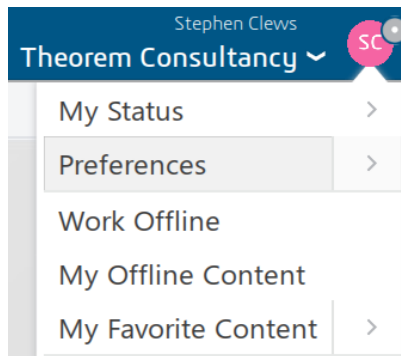 Stephen Clews
Theorem Consultancy
SC
My Status
Preferences
Work Offline
My Offline Content
My Favorite Content